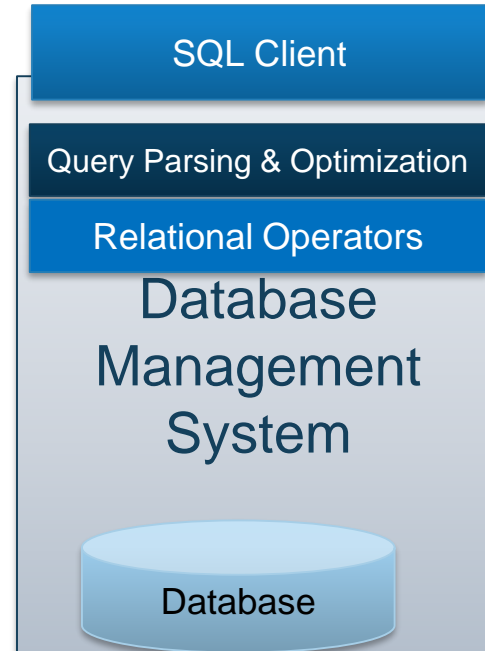 SQL Client
Query Parsing & Optimization
Relational Operators
Database
Management
System
Database